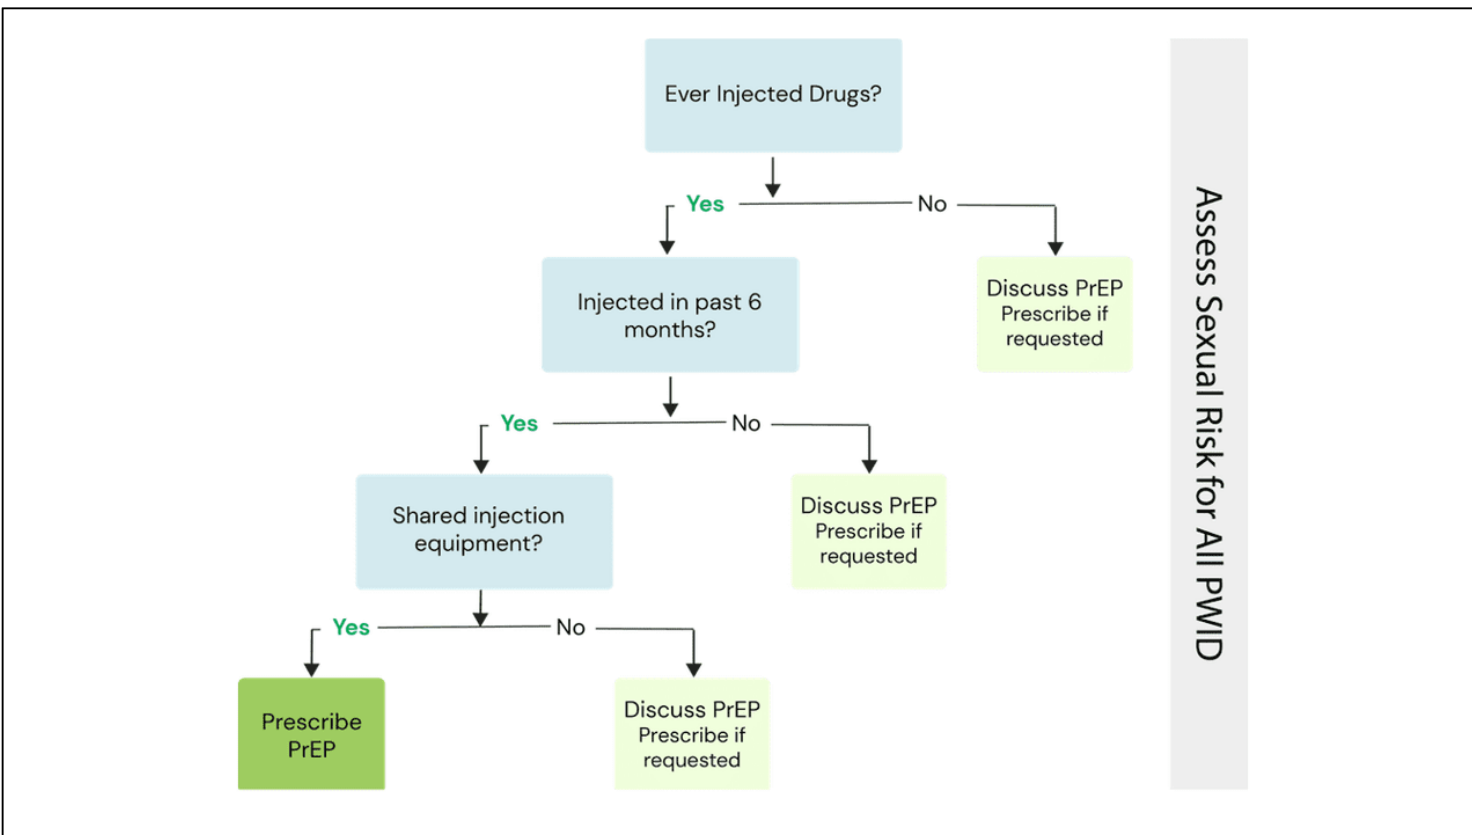 Ever Injected Drugs?
Yes
No
Injected in past 6
months?
Discuss PrEP
Prescribe if
requested
Yes
No
Shared injection
equipment?
Discuss PrEP
Prescribe if
requested
Yes
No
Prescribe
PrEP
Discuss PrEP
Prescribe if
requested
Assess Sexual Risk for All PWID